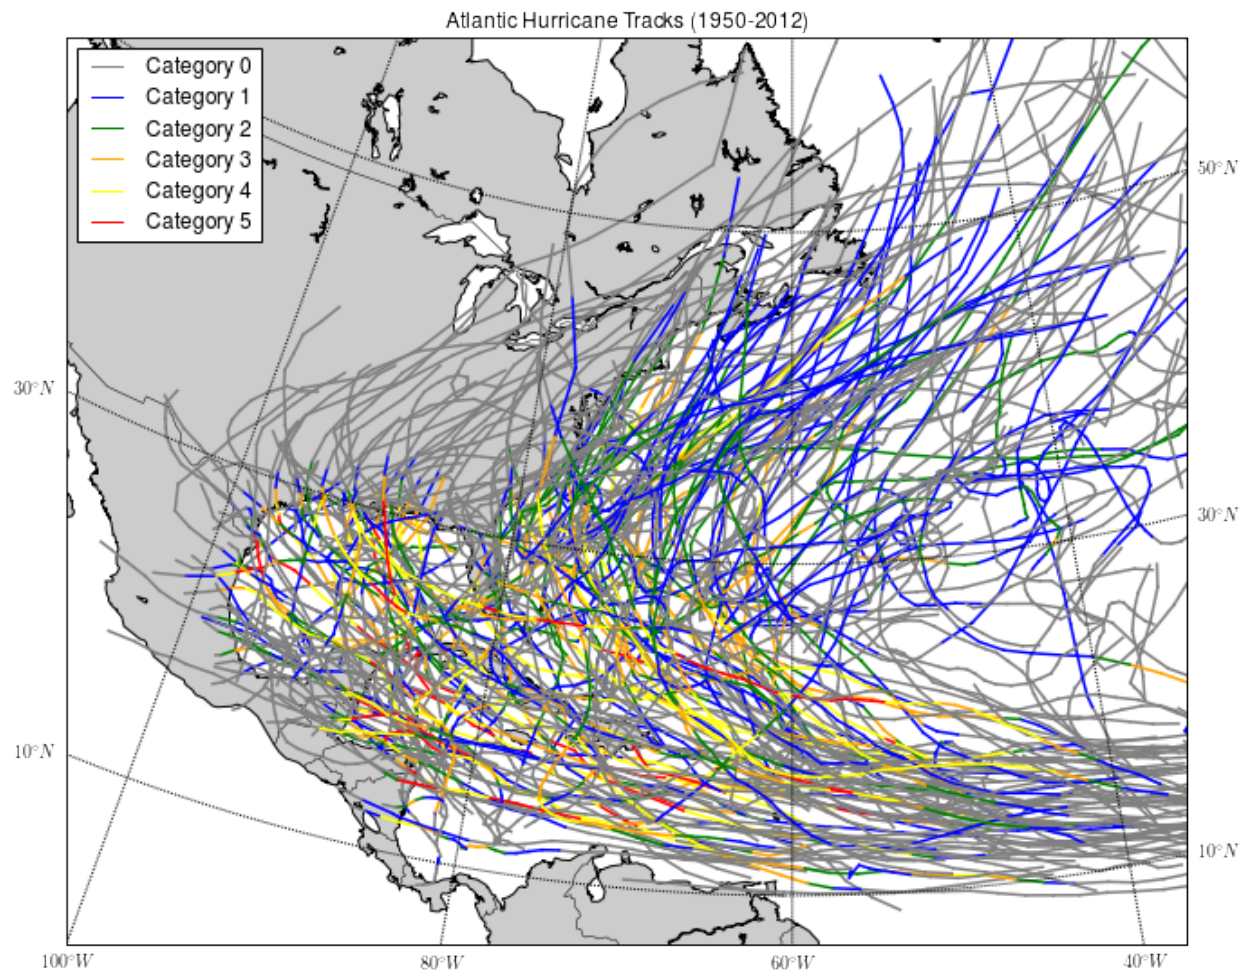 Atlantic Hurricane Tracks (1950-2012)
Category 0
Category 1
Category 2
Category 3
Category 4
Category 5
50°N
30°N
30°N
10°N
10°N
100°W
80°W
60°W
40°W